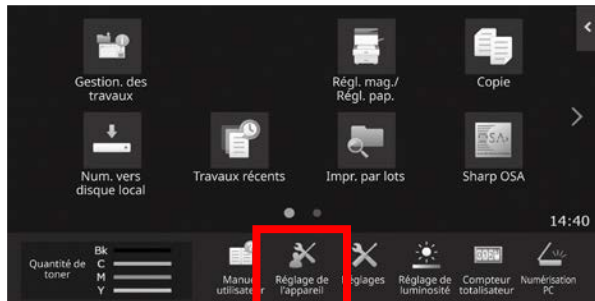 Gestion. des
travaux
Régl. mag./
Régl. pap.
Copie
Num. vers
disque local
Travaux récents
Impr. par lots
OSA
Sharp OSA
14:40
Quantité de
toner
Bk
C
M
Y
utilisateur
Réglage de
l'appareil
Réglages
Réglage de
luminosité
Compteur
totalisateur
Numérisation
PC